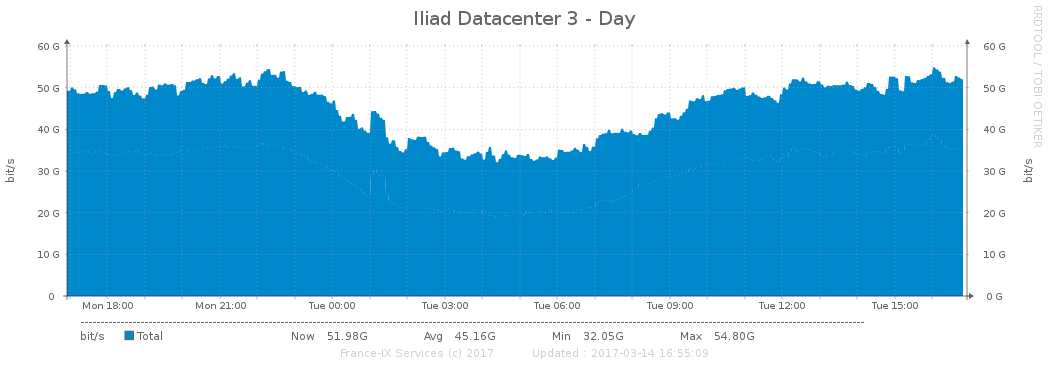 Iliad Datacenter 3 - Day
RRDTOOL / TOBI OETIKER
60 G 60 G
50 G 50 G
40 G 40 G
30 G 30 G
20 G 20 G
10 G 10 G
0 0 G
bit/s bit/s
Mon 18:00 Mon 21:00 Tue 00:00 Tue 03:00 Tue 06:00 Tue 09:00 Tue 12:00 Tue 15:00
bit/s Total Now 51.98G Avg 45.16G Min 32.05G Max 54.80G
France-IX Services (c) 2017 Updated : 2017-03-14 16:55:09